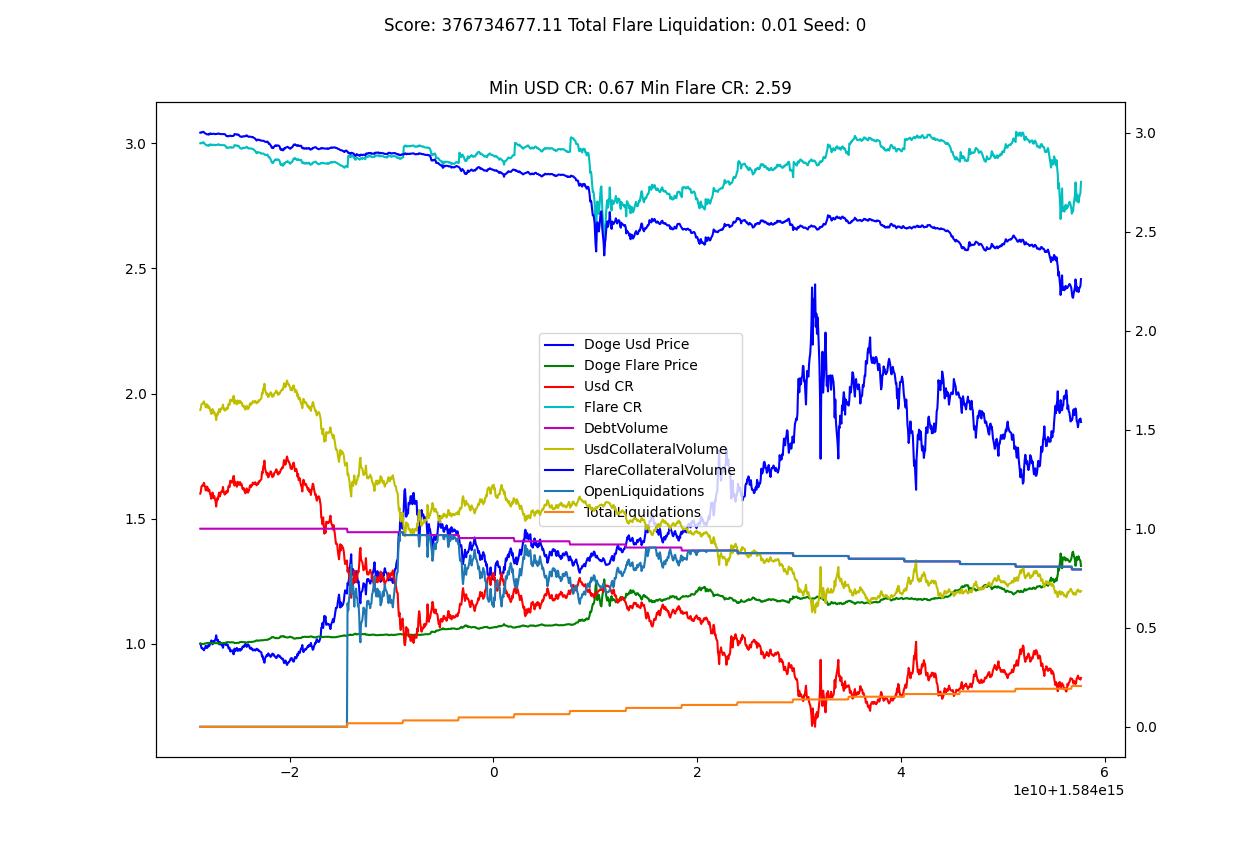 Score: 376734677.11 Total Flare Liquidation: 0.01 Seed: 0
Min USD CR: 0.67 Min Flare CR: 2.59
3.0
2.5
2.0
1.5
1.0
3.0
2.5
2.0
1.5
1.0
0.5
0.0
Doge Usd Price
Doge Flare Price
Usd CR
Flare CR
DebtVolume
UsdCollateralVolume
FlareCollateralVolume
OpenLiquidations
TotalLiquidations
−2
0
2
4
6
1e10+1.584e15